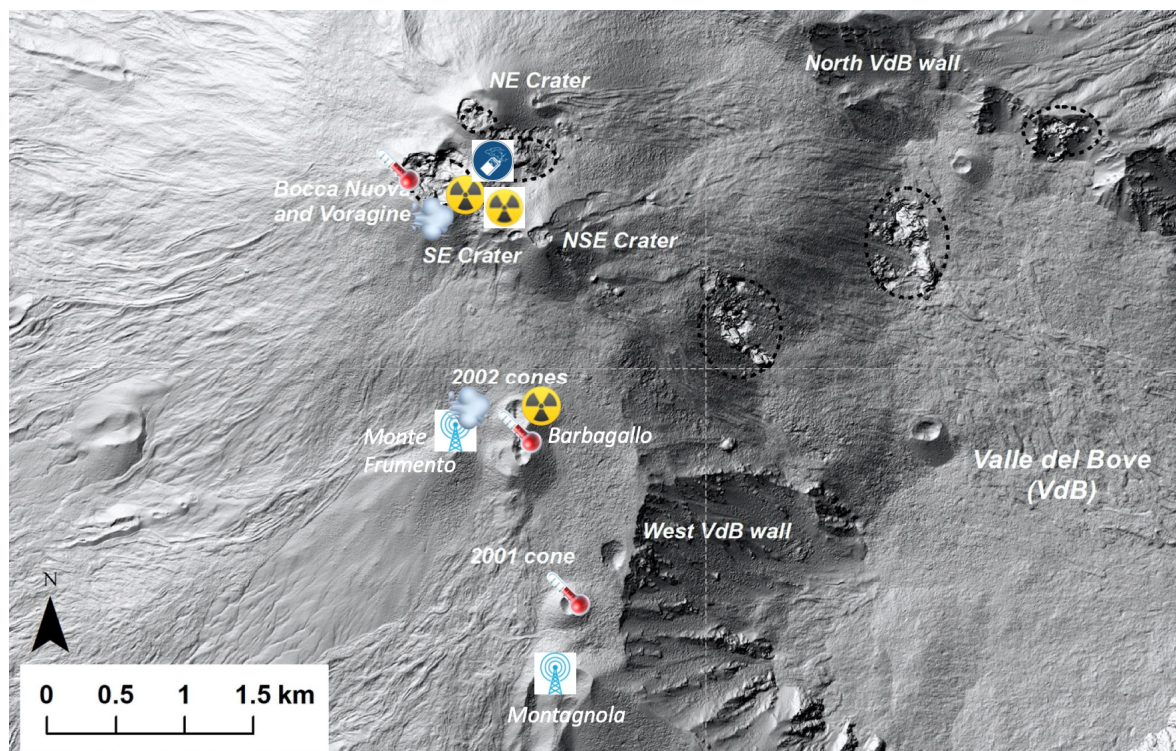 North VdB wall
NE Crater
Bocca Nuova
and Voragine
NSE Crater
SE Crater
2002 cones
Monte
Frumento
Barbagallo
Valle del Bove
(VdB)
West VdB wall
2001 cone
N
0 0.5 1 1.5 km
Montagnola